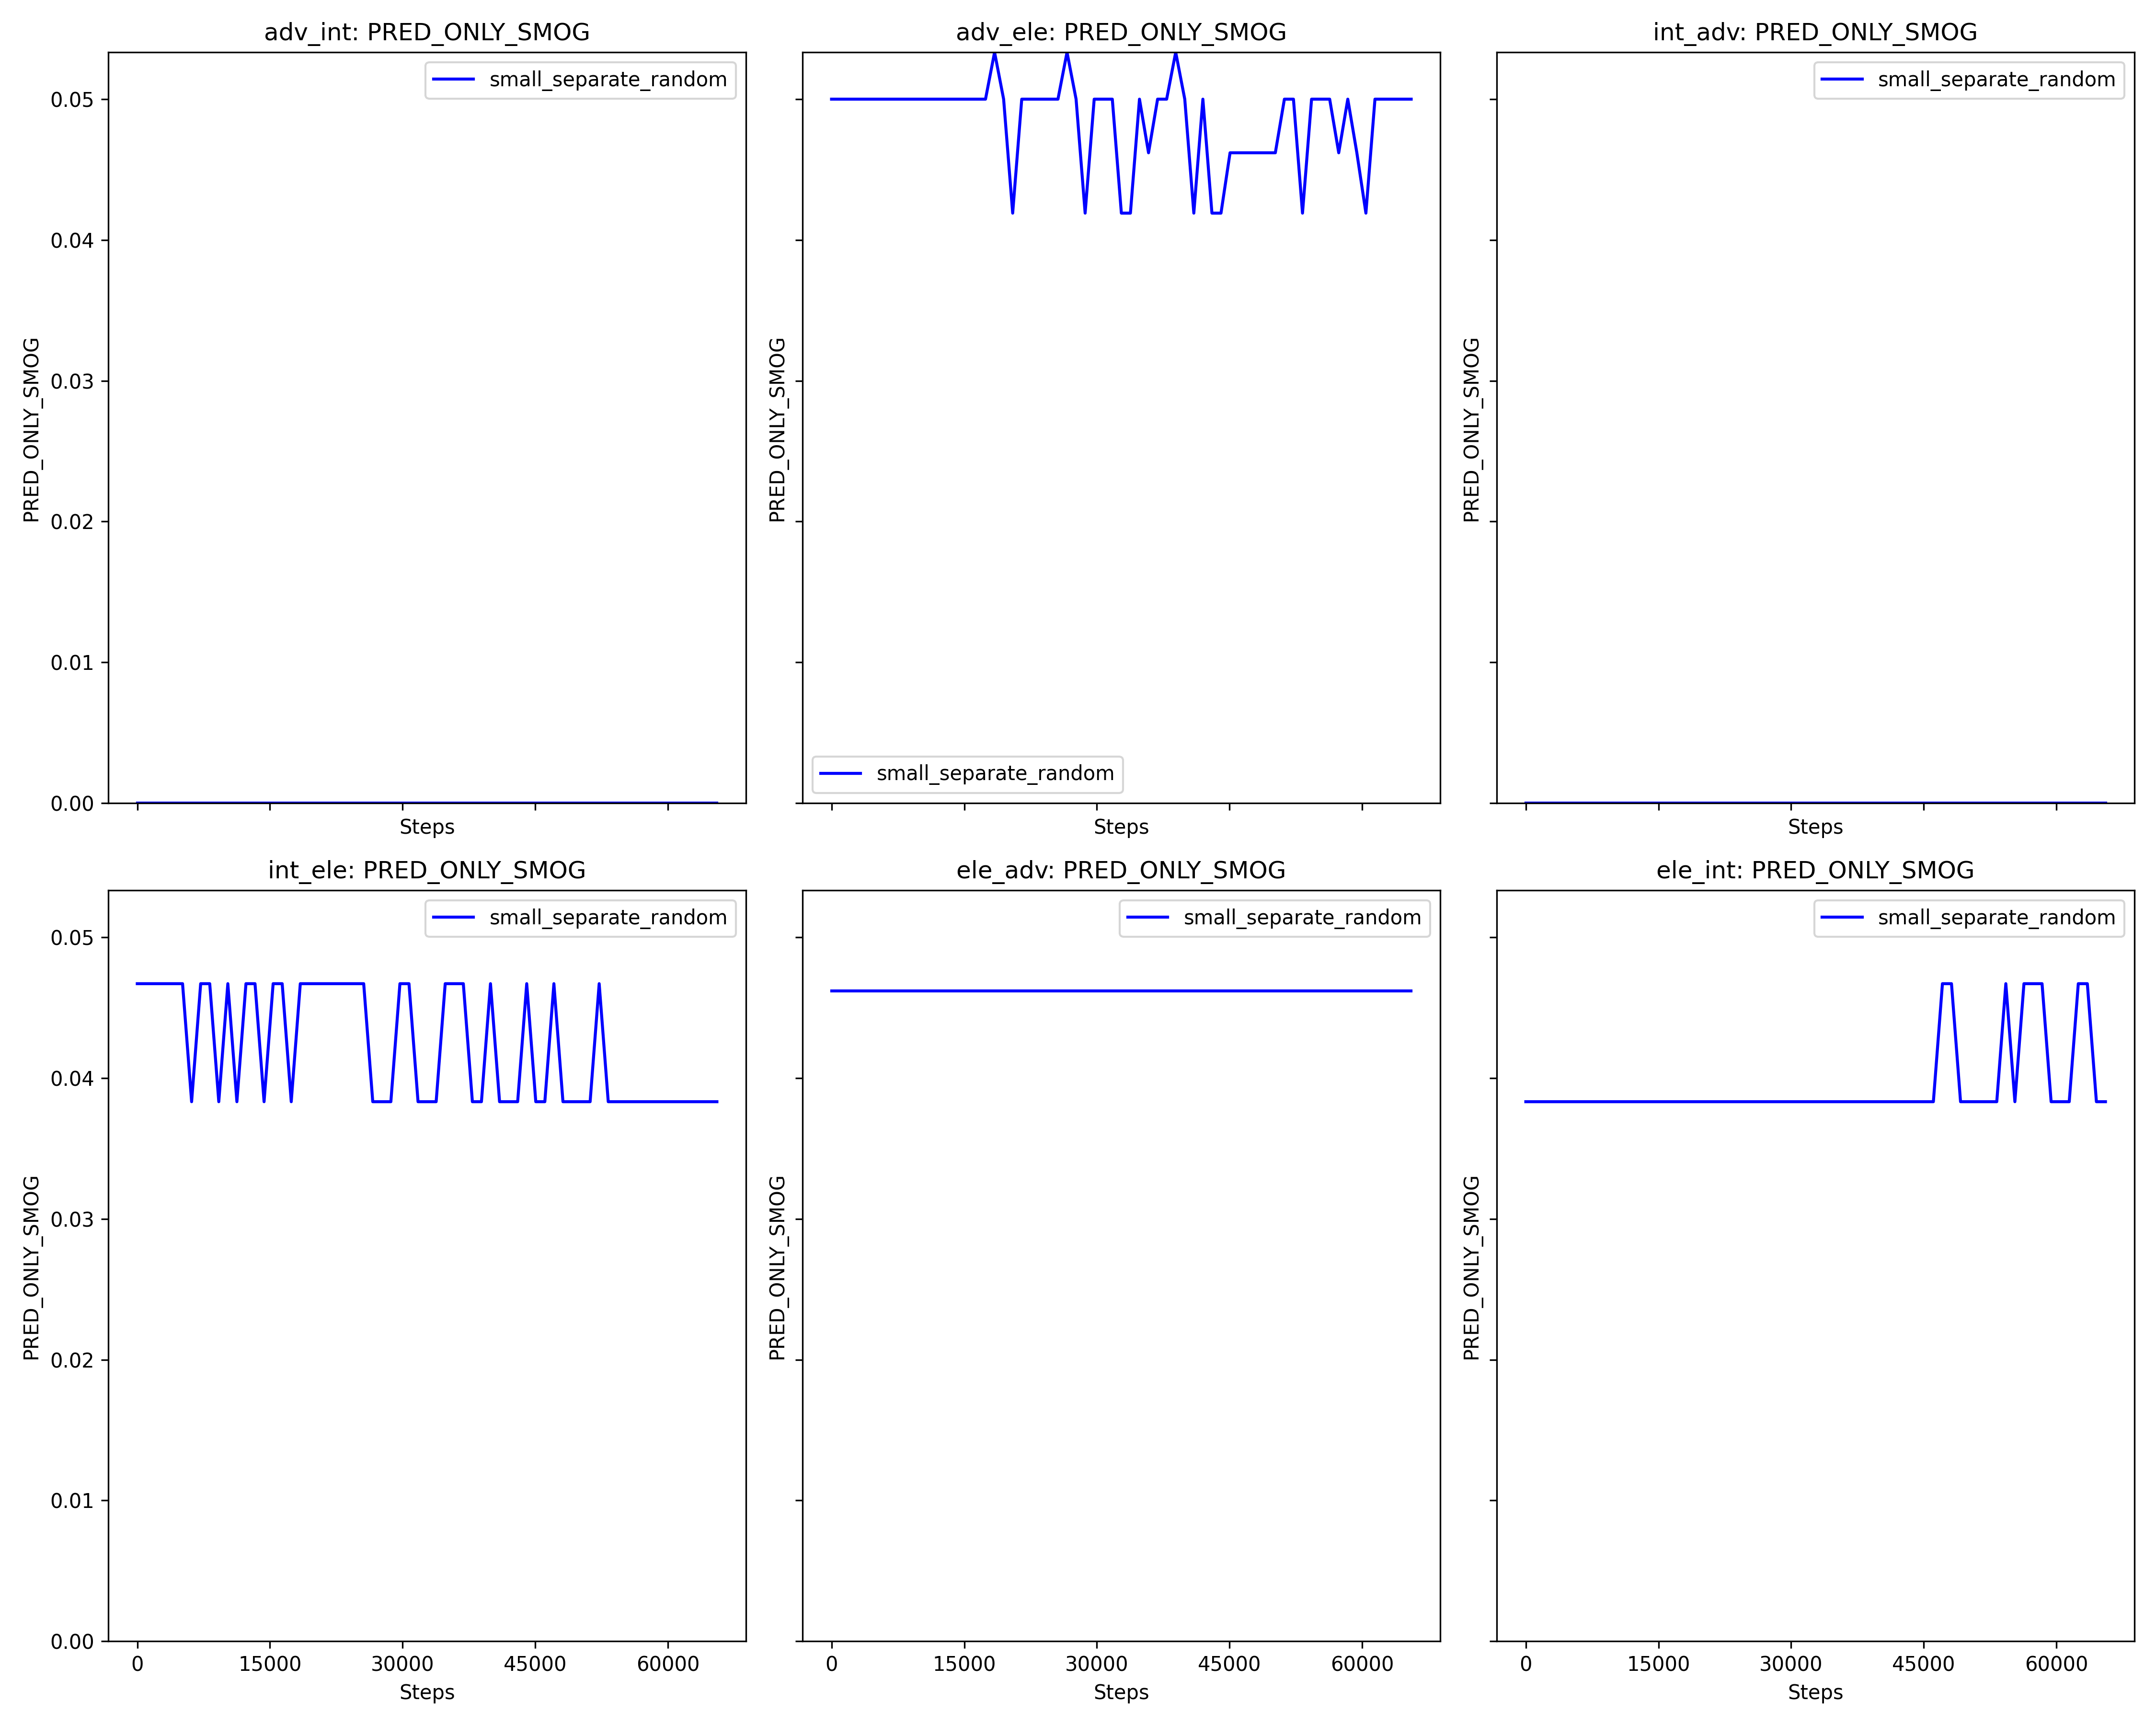 adv_int: PRED_ONLY_SMOG
adv_ele: PRED_ONLY_SMOG
int_adv: PRED_ONLY_SMOG
small_separate_random
small_separate_random
0.05
0.04
0.03
0.02
0.01
0.00
PRED_ONLY_SMOG
PRED_ONLY_SMOG
PRED_ONLY_SMOG
small_separate_random
Steps
Steps
Steps
int_ele: PRED_ONLY_SMOG
ele_adv: PRED_ONLY_SMOG
ele_int: PRED_ONLY_SMOG
small_separate_random
small_separate_random
small_separate_random
0.05
0.04
0.03
0.02
0.01
0.00
PRED_ONLY_SMOG
PRED_ONLY_SMOG
PRED_ONLY_SMOG
0 15000 30000 45000 60000
0 15000 30000 45000 60000
0 15000 30000 45000 60000
Steps
Steps
Steps